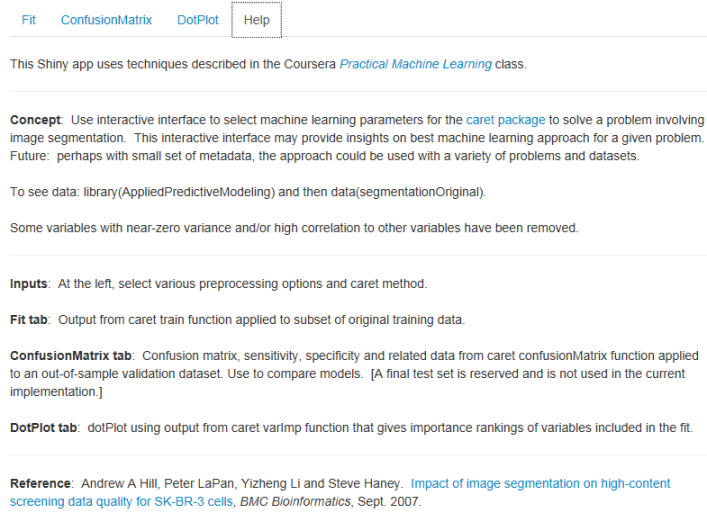 Fit ConfusionMatrix DotPlot Help
This Shiny app uses techniques described in the Coursera Practical Machine Learning class.
Concept: Use interactive interface to select machine learning parameters for the caret package to solve a problem involving
image segmentation. This interactive interface may provide insights on best machine learning approach for a given problem.
Future: perhaps with small set of metadata, the approach could be used with a variety of problems and datasets.
To see data: library(AppliedPredictiveModeling) and then data(segmentationOriginal).
Some variables with near-zero variance and/or high correlation to other variables have been removed.
Inputs: At the left, select various preprocessing options and caret method.
Fit tab: Output from caret train function applied to subset of original training data.
ConfusionMatrix tab: Confusion matrix, sensitivity, specificity and related data from caret confusionMatrix function applied
to an out-of-sample validation dataset. Use to compare models. [A final test set is reserved and is not used in the current
implementation.]
DotPlot tab: dotPlot using output from caret varImp function that gives importance rankings of variables included in the fit.
Reference: Andrew A Hill, Peter LaPan, Yizheng Li and Steve Haney. Impact of image segmentation on high-content
screening data quality for SK-BR-3 cells, BMC Bioinformatics, Sept. 2007.